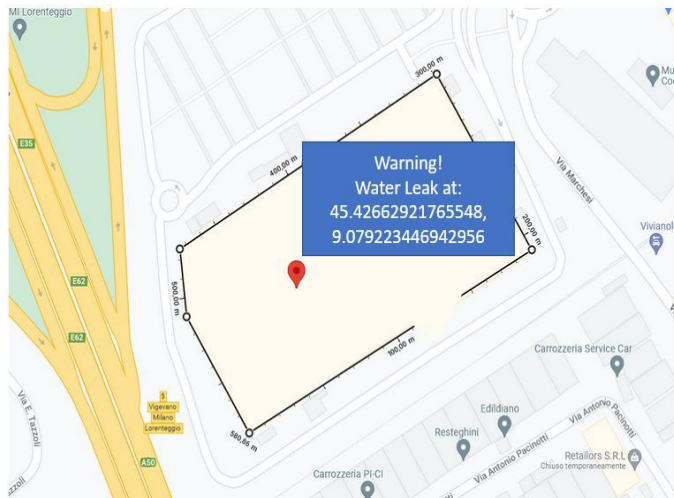 MI Lorenteggio
300,00 m
Via Marchesi
E35
400,00 m
Warning!
Water Leak at:
45.42662921765548,
9.079223446942956
200,00 m
Vivianol
E62
500,00 m
E62
100,00 m
Carrozzeria Service Car
Via E. Tazzoli
5
Vigevano
Milano
Lorenteggio
580,66 m
A50
Edildiano
Resteghini
Via Antonio Pacinotti
Via Antonio Pacinotti
Retailors S.R.L
Chiuso temporaneamente
Carrozzeria PI-CI